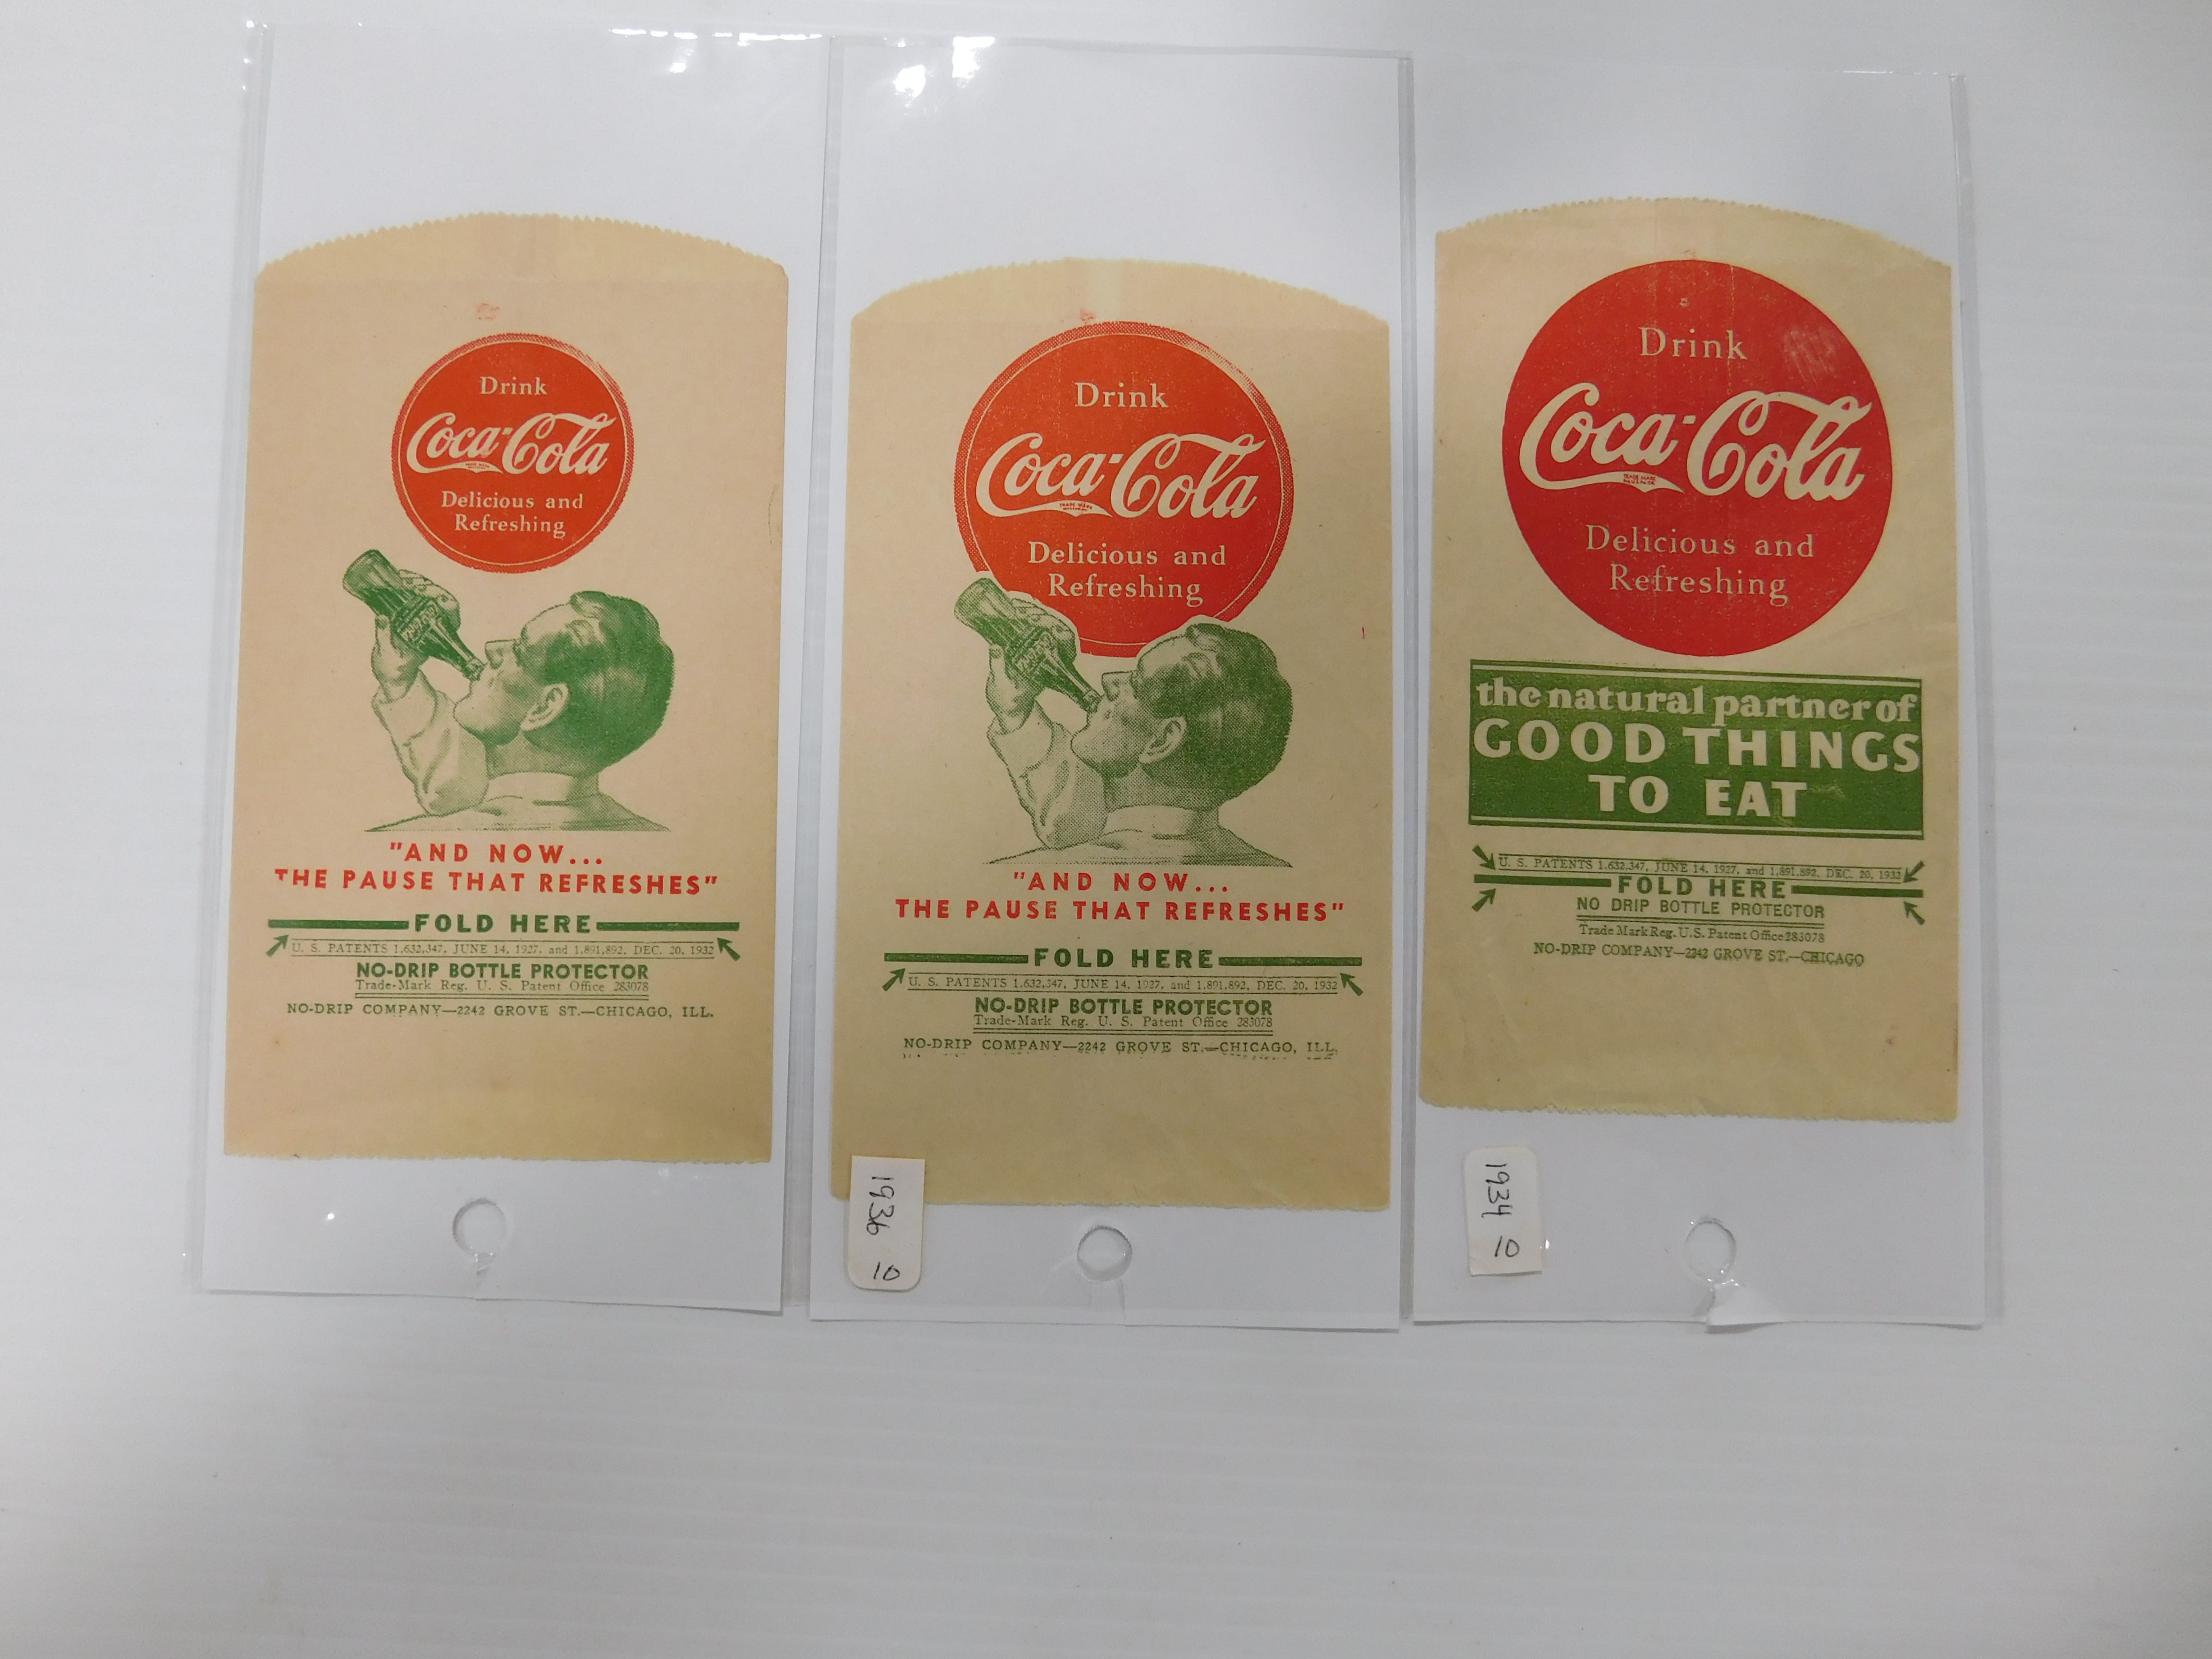 Drink
Coca-Cola
Delicious and
Refreshing
"AND NOW...
THE PAUSE THAT REFRESHES"
FOLD HERE
U. S. PATENTS 1,632,347, JUNE 14, 1927, and 1,891,892, DEC. 20, 1932
NO-DRIP BOTTLE PROTECTOR
Trade-Mark Reg. U. S. Patent Office 283078
NO-DRIP COMPANY—2242 GROVE ST.—CHICAGO, ILL.
Drink
Coca-Cola
TRADE MARK
Delicious and
Refreshing
"AND NOW...
THE PAUSE THAT REFRESHES"
FOLD HERE
U. S. PATENTS 1,632,347, JUNE 14, 1927, and 1,891,892, DEC. 20, 1932
NO-DRIP BOTTLE PROTECTOR
Trade-Mark Reg. U. S. Patent Office 283078
NO-DRIP COMPANY—2242 GROVE ST.—CHICAGO, ILL.
1936
10
Drink
Coca-Cola
TRADE MARK
Delicious and
Refreshing
the natural partner of
GOOD THINGS
TO EAT
U. S. PATENTS 1,632,347, JUNE 14, 1927, and 1,891,892, DEC. 20, 1932
FOLD HERE
NO DRIP BOTTLE PROTECTOR
Trade Mark Reg. U.S. Patent Office 283078
NO-DRIP COMPANY—2242 GROVE ST.—CHICAGO
1934
10